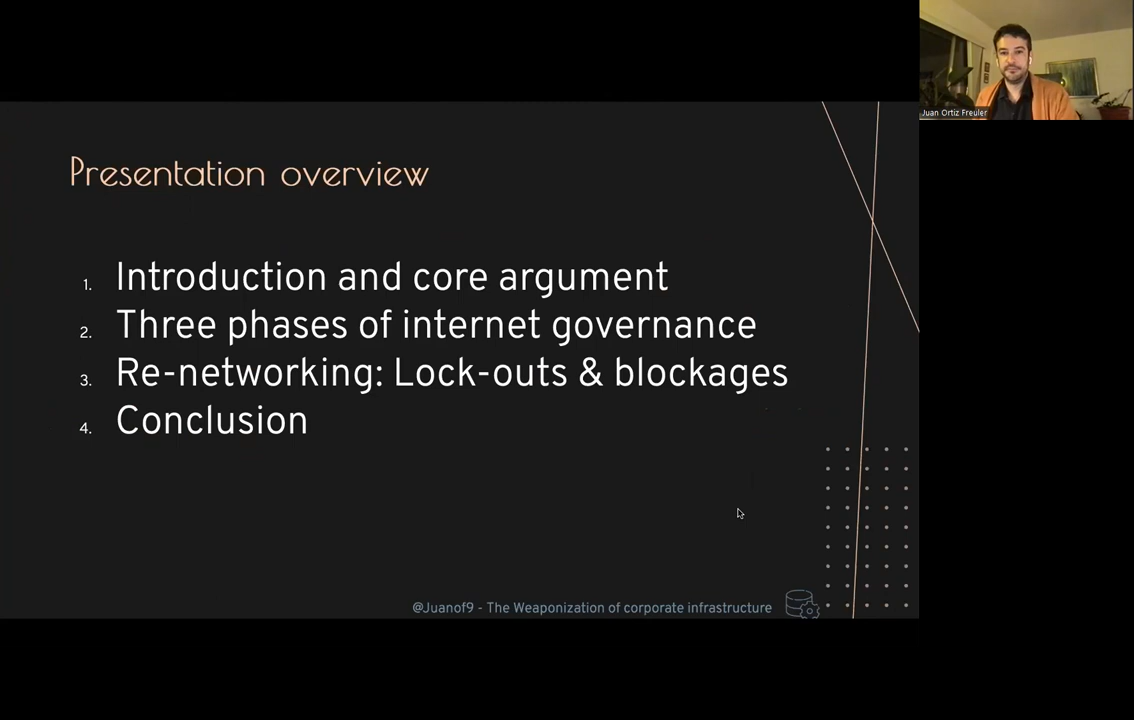 Juan Ortiz Freuler
Presentation overview
1. Introduction and core argument
2. Three phases of internet governance
3. Re-networking: Lock-outs & blockages
4. Conclusion
@Juanof9 - The Weaponization of corporate infrastructure